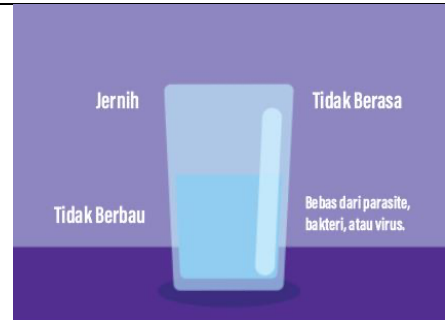 Jernih
Tidak Berasa
Tidak Berbau
Bebas dari parasite,
bakteri, atau virus.